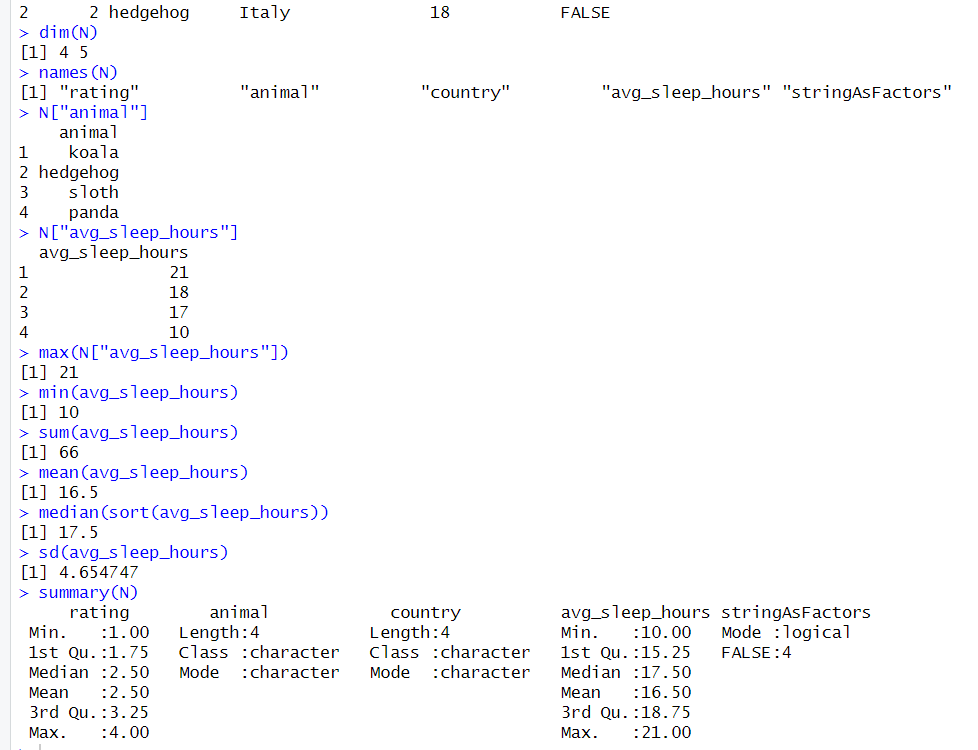 2      2 hedgehog     Italy              18           FALSE
> dim(N)
[1] 4 5
> names(N)
[1] "rating"          "animal"          "country"         "avg_sleep_hours" "stringAsFactors"
> N["animal"]
    animal
1    koala
2 hedgehog
3    sloth
4    panda
> N["avg_sleep_hours"]
  avg_sleep_hours
1              21
2              18
3              17
4              10
> max(N["avg_sleep_hours"])
[1] 21
> min(avg_sleep_hours)
[1] 10
> sum(avg_sleep_hours)
[1] 66
> mean(avg_sleep_hours)
[1] 16.5
> median(sort(avg_sleep_hours))
[1] 17.5
> sd(avg_sleep_hours)
[1] 4.654747
> summary(N)
     rating        animal            country          avg_sleep_hours stringAsFactors
 Min.   :1.00   Length:4           Length:4           Min.   :10.00   Mode :logical
 1st Qu.:1.75   Class :character   Class :character   1st Qu.:15.25   FALSE:4
 Median :2.50   Mode  :character   Mode  :character   Median :17.50
 Mean   :2.50                                         Mean   :16.50
 3rd Qu.:3.25                                         3rd Qu.:18.75
 Max.   :4.00                                         Max.   :21.00